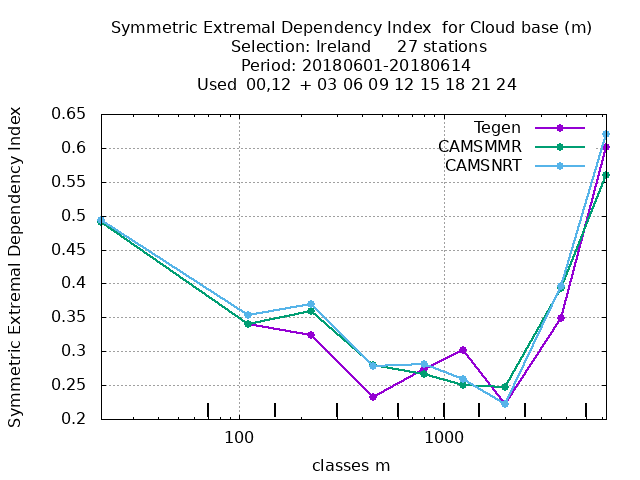 Symmetric Extremal Dependency Index  for Cloud base (m)
Selection: Ireland     27 stations
Period: 20180601-20180614
Used  00,12  + 03 06 09 12 15 18 21 24
Symmetric Extremal Dependency Index
0.65
0.6
0.55
0.5
0.45
0.4
0.35
0.3
0.25
0.2
Tegen
CAMSMMR
CAMSNRT
100
1000
classes m